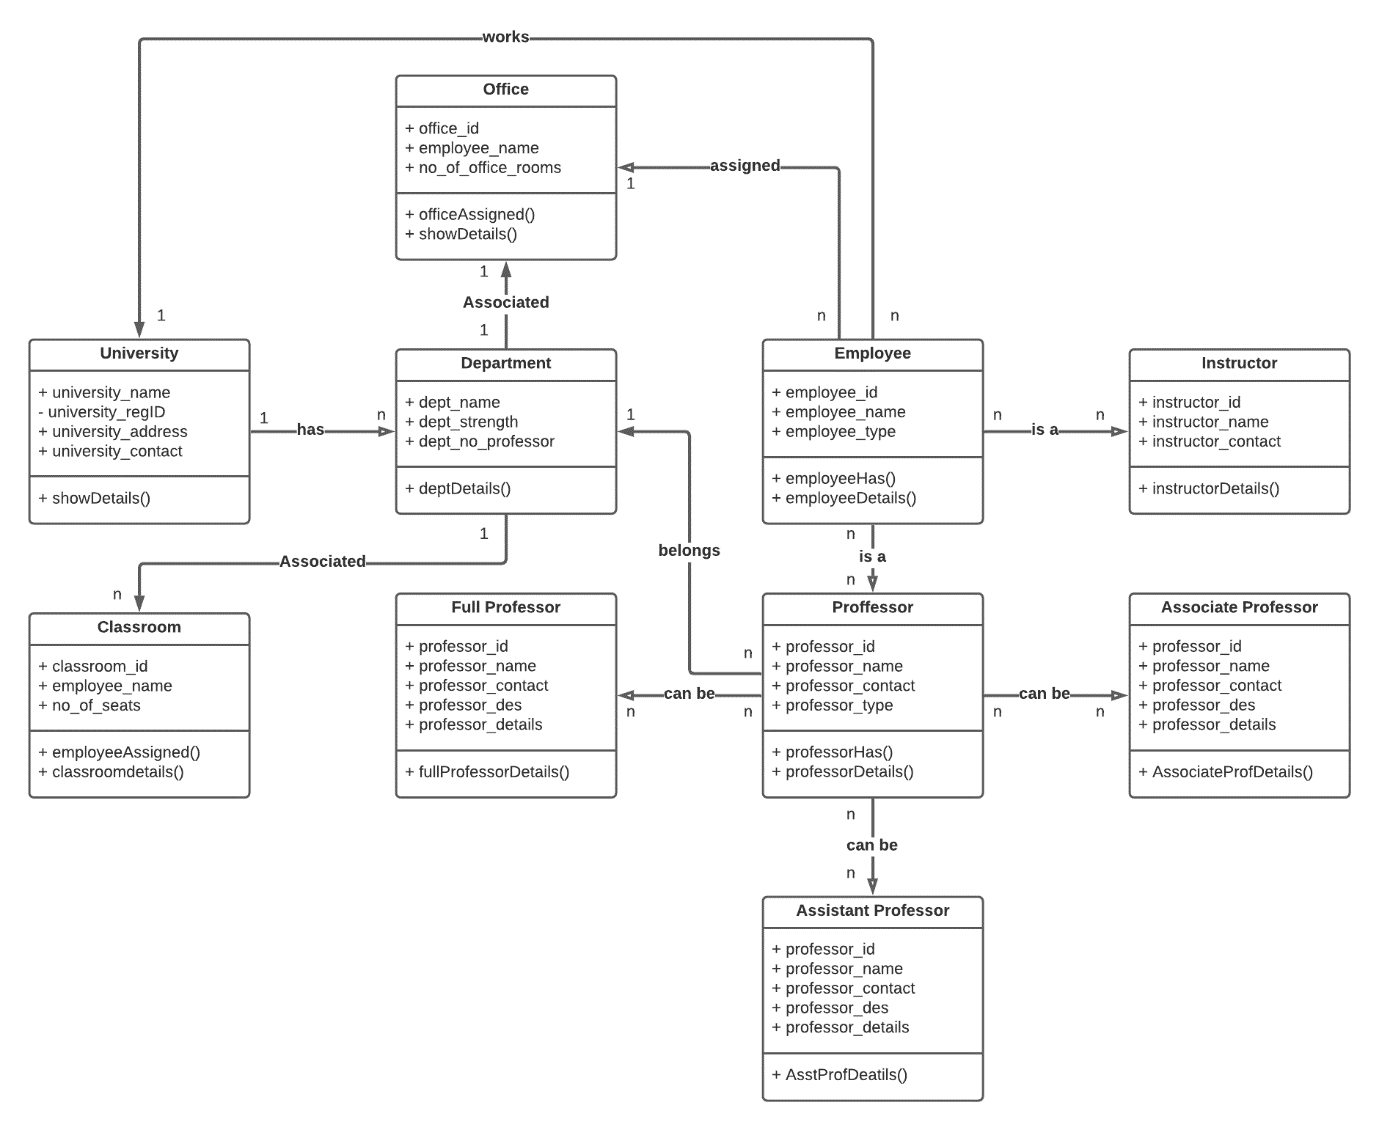 works
Office
+ office_id
+ employee_name
+ no_of_office_rooms
+ officeAssigned()
+ showDetails()
assigned
1
1
Associated
1
1
n
n
University
+ university_name
- university_regID
+ university_address
+ university_contact
+ showDetails()
1
has
n
Department
+ dept_name
+ dept_strength
+ dept_no_professor
+ deptDetails()
1
Employee
+ employee_id
+ employee_name
+ employee_type
+ employeeHas()
+ employeeDetails()
n
is a
n
Instructor
+ instructor_id
+ instructor_name
+ instructor_contact
+ instructorDetails()
1
Associated
n
belongs
n
n
is a
n
Classroom
+ classroom_id
+ employee_name
+ no_of_seats
+ employeeAssigned()
+ classroomdetails()
Full Professor
+ professor_id
+ professor_name
+ professor_contact
+ professor_des
+ professor_details
+ fullProfessorDetails()
can be
n
n
Proffessor
+ professor_id
+ professor_name
+ professor_contact
+ professor_type
+ professorHas()
+ professorDetails()
can be
n
n
Associate Professor
+ professor_id
+ professor_name
+ professor_contact
+ professor_des
+ professor_details
+ AssociateProfDetails()
n
can be
n
Assistant Professor
+ professor_id
+ professor_name
+ professor_contact
+ professor_des
+ professor_details
+ AsstProfDeatils()